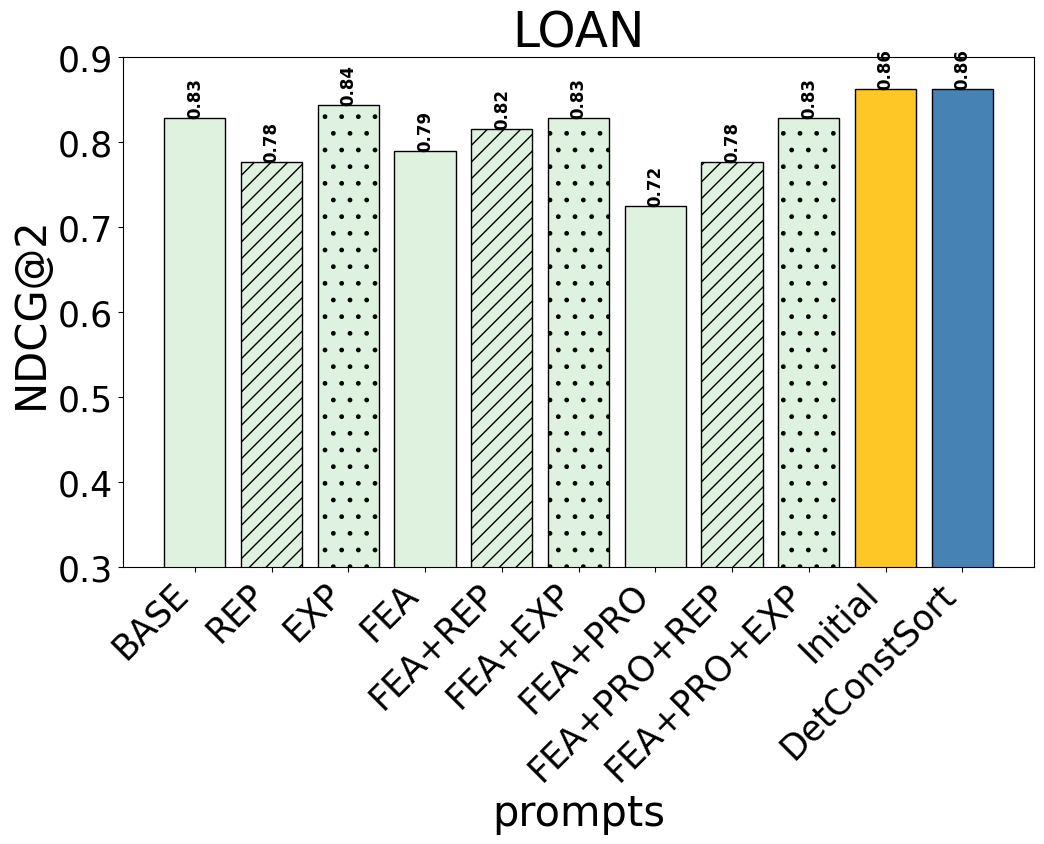 LOAN
NDCG@2
0.9
0.8
0.7
0.6
0.5
0.4
0.3
0.83
0.78
0.84
0.79
0.82
0.83
0.72
0.78
0.83
0.86
0.86
BASE
REP
EXP
FEA
FEA+REP
FEA+EXP
FEA+PRO
FEA+PRO+REP
FEA+PRO+EXP
Initial
DetConstSort
prompts